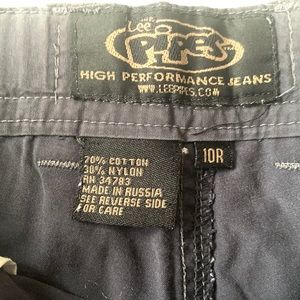 Lee
PIPES
HIGH PERFORMANCE JEANS
WWW.LEEPIPES.COM
70% COTTON
30% NYLON
RN 34783
MADE IN RUSSIA
SEE REVERSE SIDE
FOR CARE
* 10R